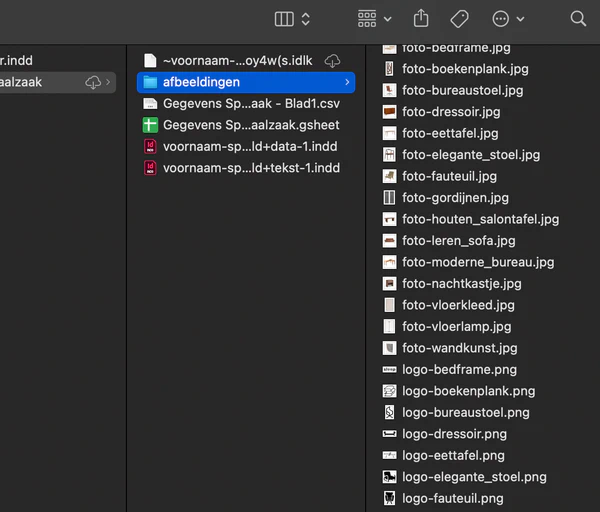 r.indd
aalzaak
~voornaam-...oy4w(s.idlk
afbeeldingen
Gegevens Sp...aak - Blad1.csv
Gegevens Sp...aalzaak.gsheet
voornaam-sp...ld+data-1.indd
voornaam-sp...ld+tekst-1.indd
foto-bedframe.jpg
foto-boekenplank.jpg
foto-bureaustoel.jpg
foto-dressoir.jpg
foto-eettafel.jpg
foto-elegante_stoel.jpg
foto-fauteuil.jpg
foto-gordijnen.jpg
foto-houten_salontafel.jpg
foto-leren_sofa.jpg
foto-moderne_bureau.jpg
foto-nachtkastje.jpg
foto-vloerkleed.jpg
foto-vloerlamp.jpg
foto-wandkunst.jpg
logo-bedframe.png
logo-boekenplank.png
logo-bureaustoel.png
logo-dressoir.png
logo-eettafel.png
logo-elegante_stoel.png
logo-fauteuil.png